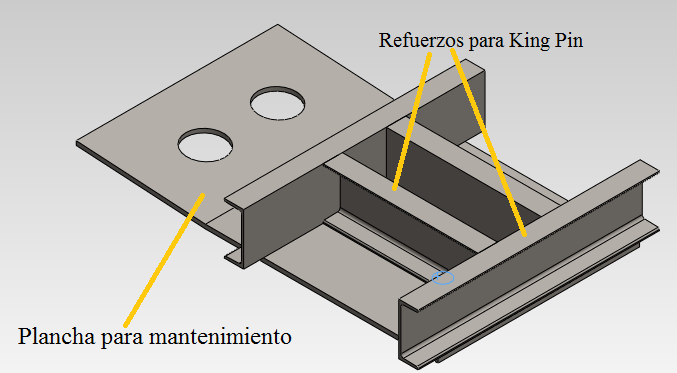 Refuerzos para King Pin
Plancha para mantenimiento